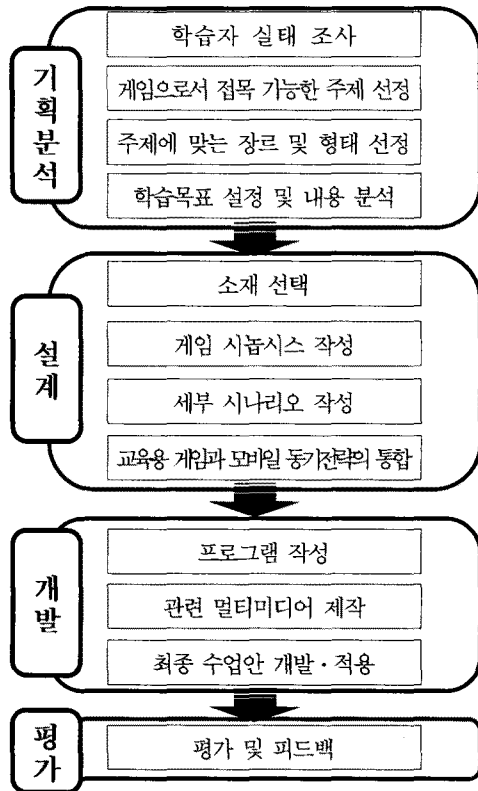 기획분석
학습자 실태 조사
게임으로서 접목 가능한 주제 선정
주제에 맞는 장르 및 형태 선정
학습목표 설정 및 내용 분석
설계
소재 선택
게임 시놉시스 작성
세부 시나리오 작성
교육용 게임과 모바일 동기전략의 통합
개발
프로그램 작성
관련 멀티미디어 제작
최종 수업안 개발·적용
평가
평가 및 피드백